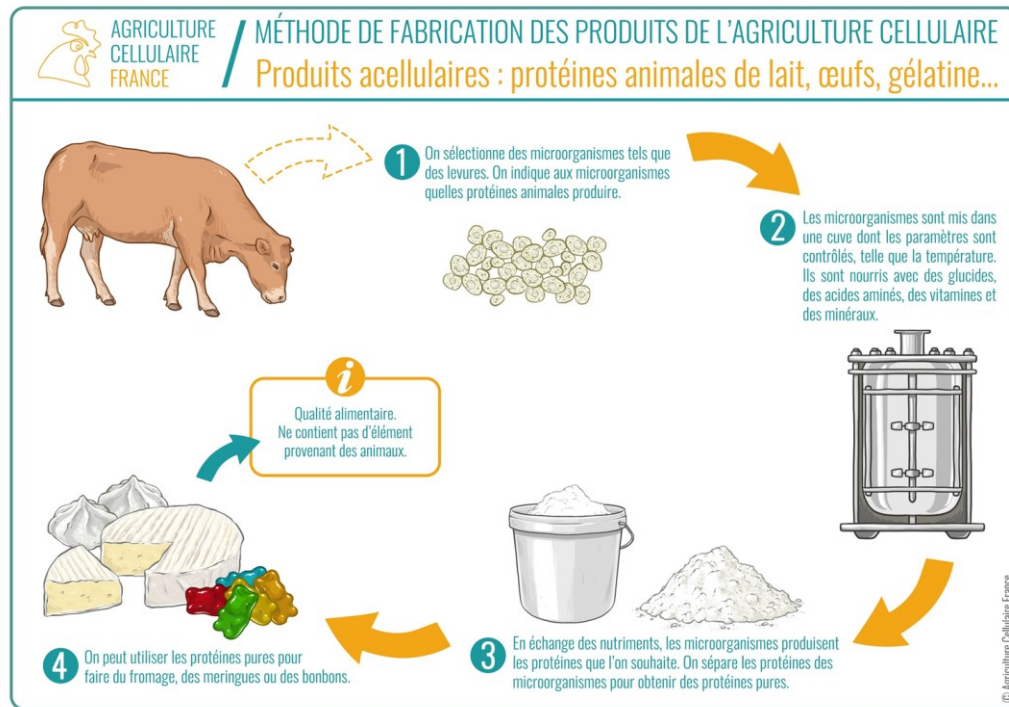 AGRICULTURE
CELLULAIRE
FRANCE
MÉTHODE DE FABRICATION DES PRODUITS DE L'AGRICULTURE CELLULAIRE
Produits acellulaires : protéines animales de lait, œufs, gélatine...
1
On sélectionne des microorganismes tels que
des levures. On indique aux microorganismes
quelles protéines animales produire.
2
Les microorganismes sont mis dans
une cuve dont les paramètres sont
contrôlés, telle que la température.
Ils sont nourris avec des glucides,
des acides aminés, des vitamines et
des minéraux.
i
Qualité alimentaire.
Ne contient pas d'élément
provenant des animaux.
3
En échange des nutriments, les microorganismes produisent
les protéines que l'on souhaite. On sépare les protéines des
microorganismes pour obtenir des protéines pures.
4
On peut utiliser les protéines pures pour
faire du fromage, des meringues ou des bonbons.
© Agriculture Cellulaire France